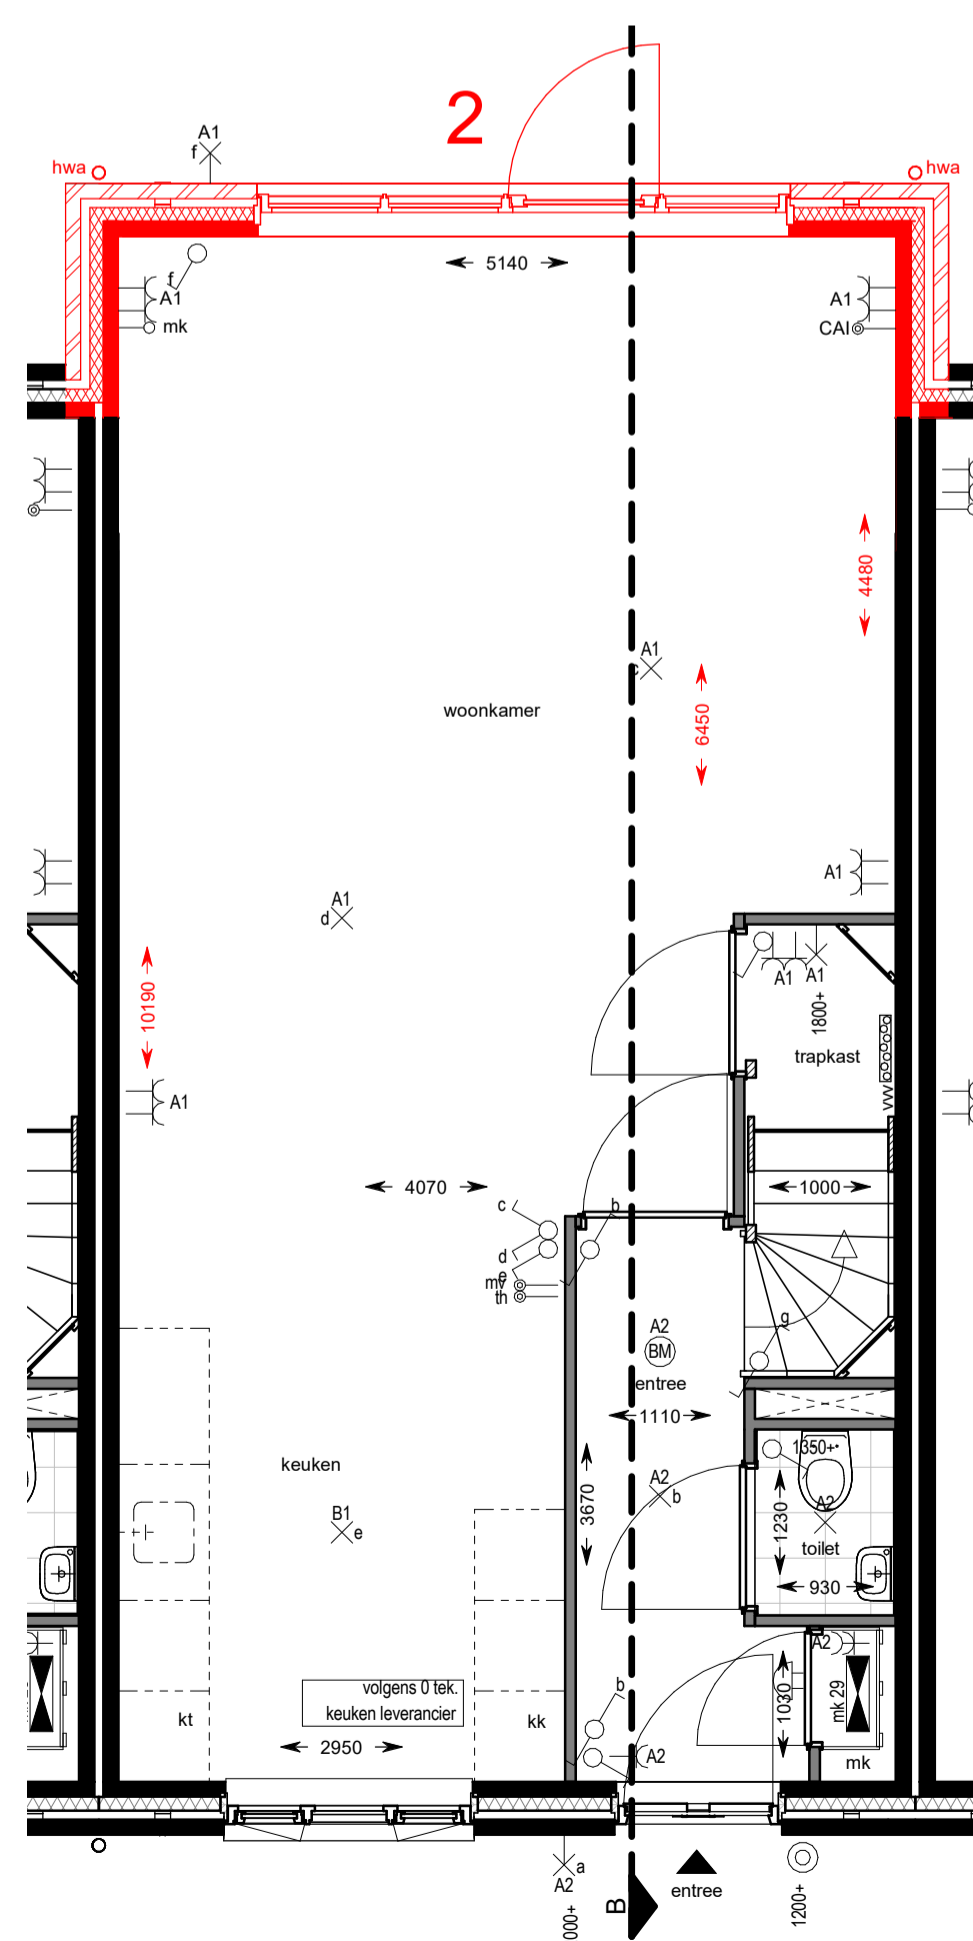 2
A1
f
hwa
hwa
5140
f
A1
mk
A1
CAI
4480
A1
c
woonkamer
6450
A1
A1
d
A1
A1
1800+
10190
trapkast
VV
A1
4070
1000
c
b
d
e
mv
th
g
A2
BM
entree
1110
keuken
1350+
3670
A2
b
1230
A2
B1
e
toilet
930
A2
b
volgens 0 tek.
keuken leverancier
1030
mk 29
kt
kk
2950
A2
mk
a
A2
000+
B
entree
1200+